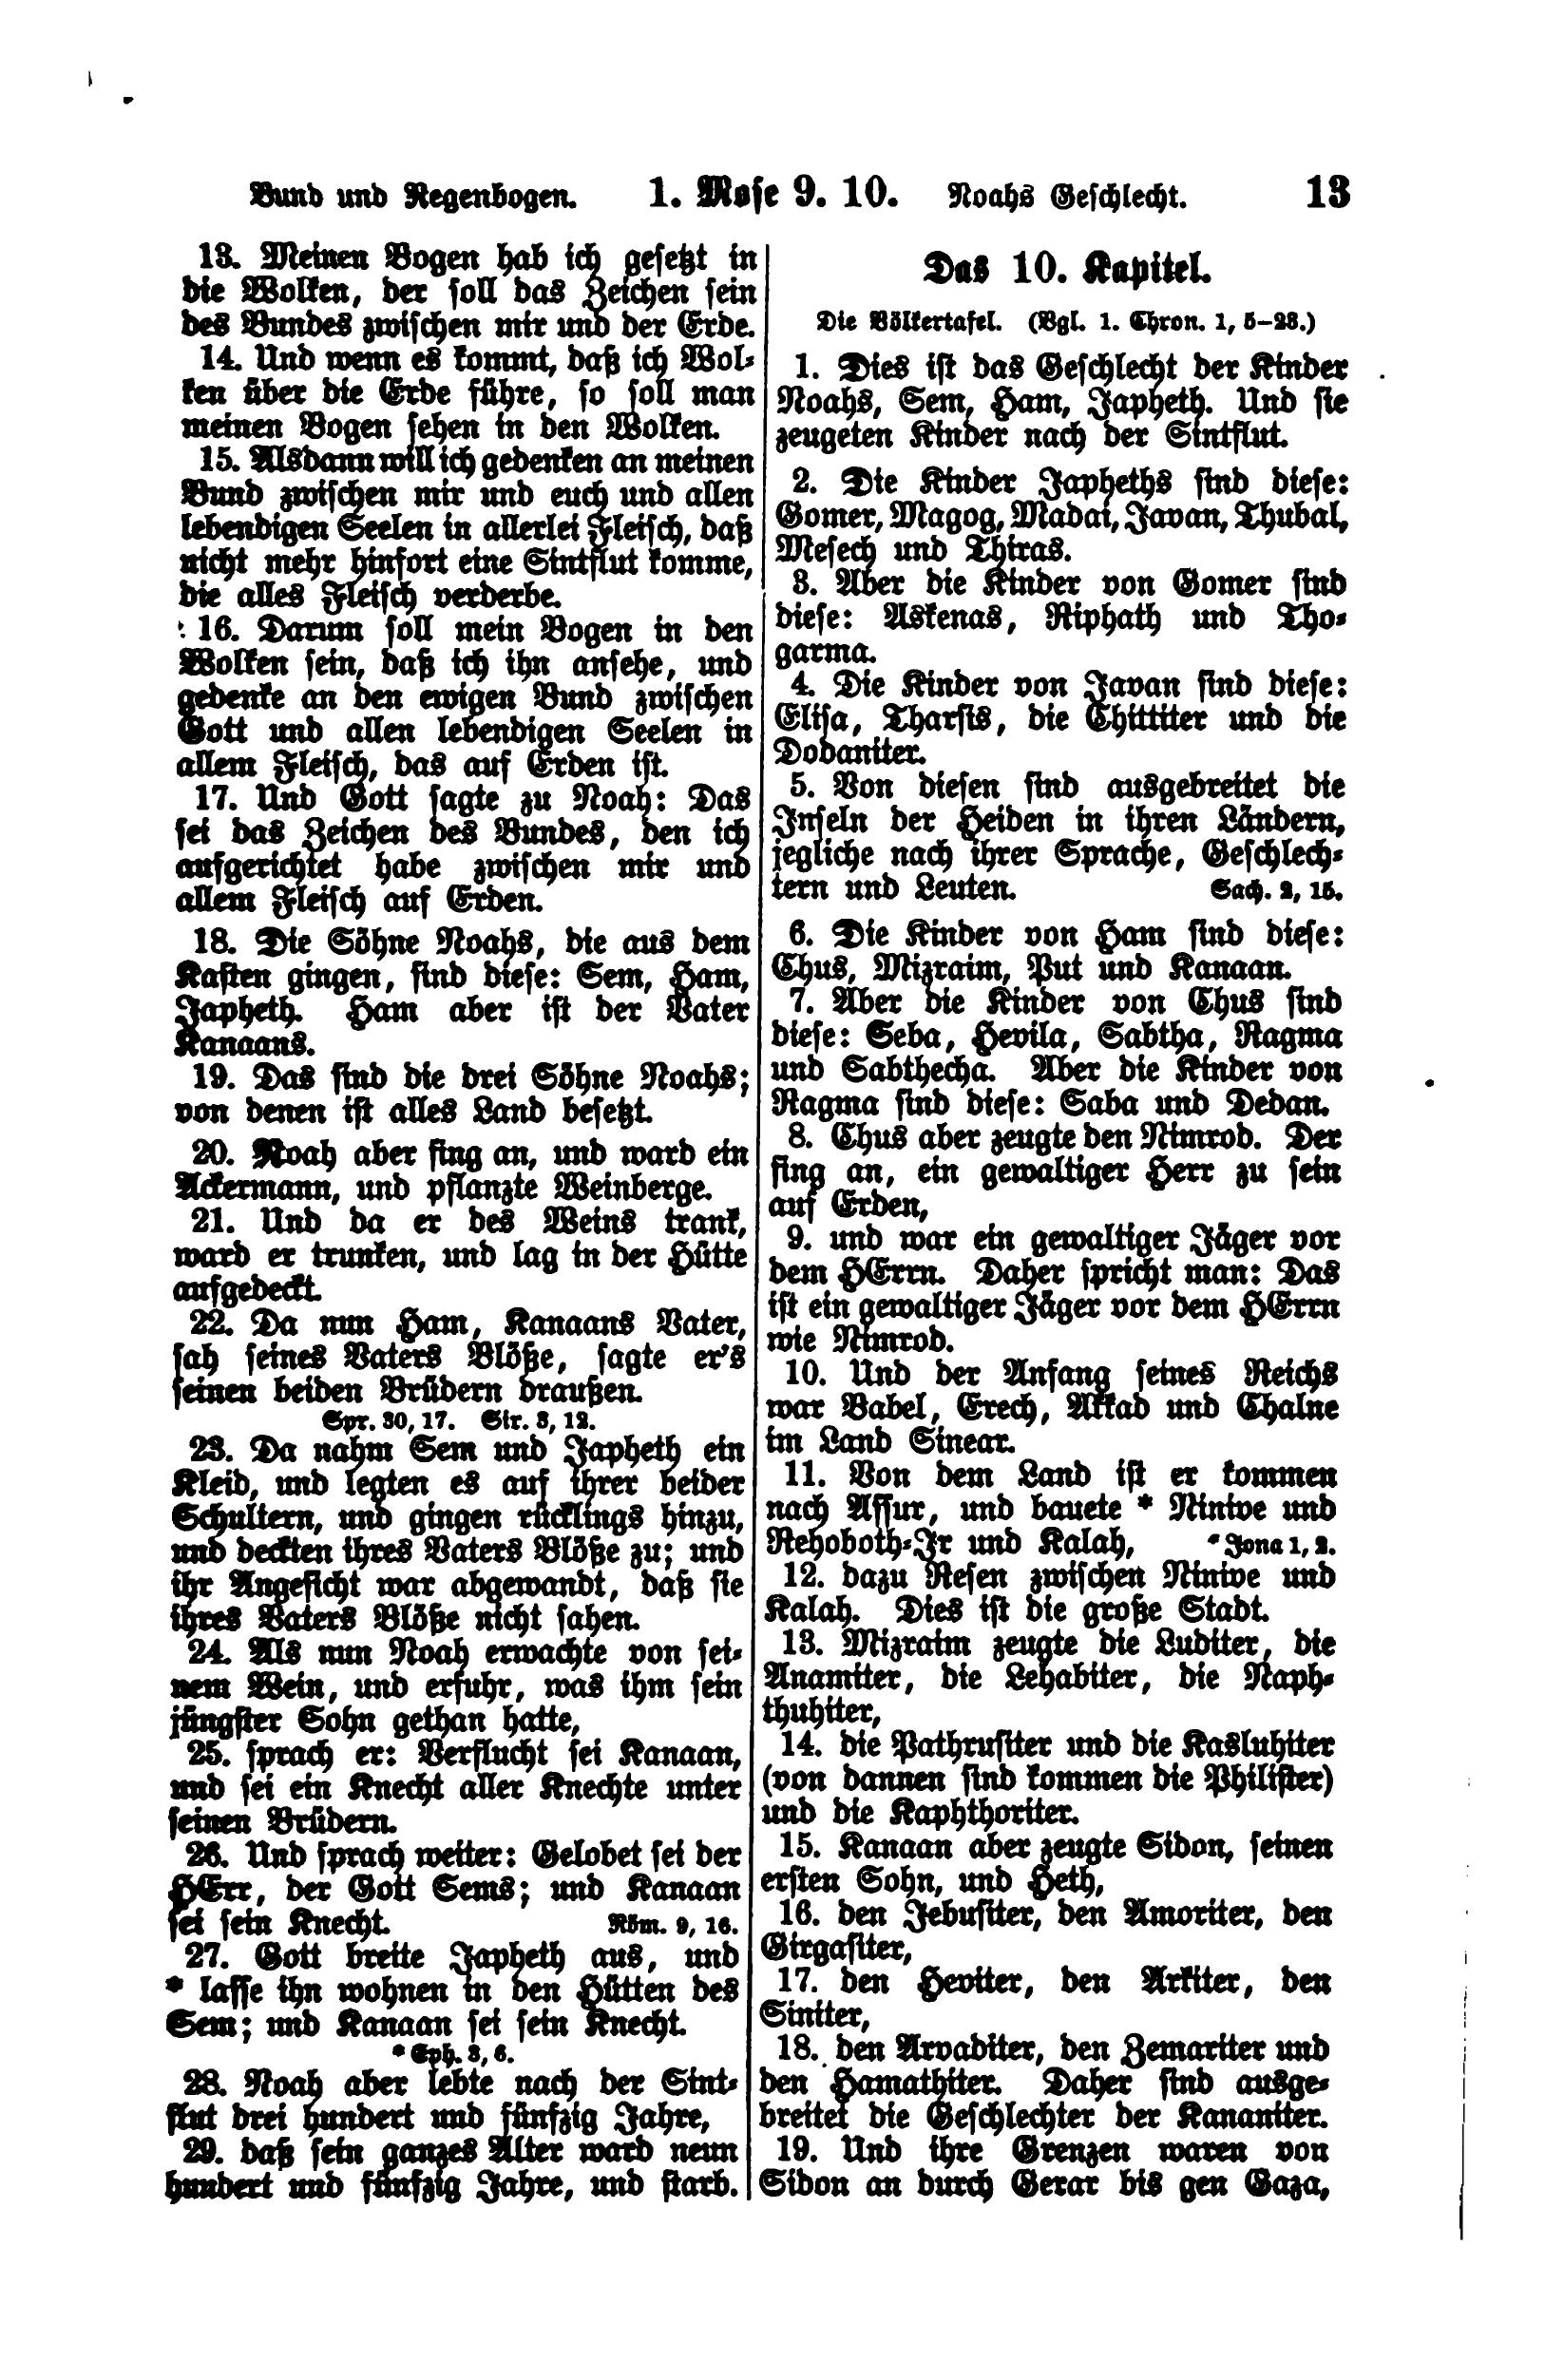 Bund und Regenbogen. 1. Mose 9. 10. Noahs Geschlecht. 13
13. Meinen Bogen hab ich gesetzt in
die Wolken, der soll das Zeichen sein
des Bundes zwischen mir und der Erde.
14. Und wenn es kommt, daß ich Wol-
ken über die Erde führe, so soll man
meinen Bogen sehen in den Wolken.
15. Alsdann will ich gedenken an meinen
Bund zwischen mir und euch und allen
lebendigen Seelen in allerlei Fleisch, daß
nicht mehr hinfort eine Sintflut komme,
die alles Fleisch verderbe.
16. Darum soll mein Bogen in den
Wolken sein, daß ich ihn ansehe, und
gedenke an den ewigen Bund zwischen
Gott und allen lebendigen Seelen in
allem Fleisch, das auf Erden ist.
17. Und Gott sagte zu Noah: Das
sei das Zeichen des Bundes, den ich
aufgerichtet habe zwischen mir und
allem Fleisch auf Erden.
18. Die Söhne Noahs, die aus dem
Kasten gingen, sind diese: Sem, Ham,
Japheth. Ham aber ist der Vater
Kanaans.
19. Das sind die drei Söhne Noahs;
von denen ist alles Land besetzt.
20. Noah aber fing an, und ward ein
Ackermann, und pflanzte Weinberge.
21. Und da er des Weins trank,
ward er trunken, und lag in der Hütte
aufgedeckt.
22. Da nun Ham, Kanaans Vater,
sah seines Vaters Blöße, sagte er's
seinen beiden Brüdern draußen.
Spr. 30, 17. Sir. 3, 12.
23. Da nahm Sem und Japheth ein
Kleid, und legten es auf ihrer beider
Schultern, und gingen rücklings hinzu,
und deckten ihres Vaters Blöße zu; und
ihr Angesicht war abgewandt, daß sie
ihres Vaters Blöße nicht sahen.
24. Als nun Noah erwachte von sei-
nem Wein, und erfuhr, was ihm sein
jüngster Sohn gethan hatte,
25. sprach er: Verflucht sei Kanaan,
und sei ein Knecht aller Knechte unter
seinen Brüdern.
26. Und sprach weiter: Gelobet sei der
HErr, der Gott Sems; und Kanaan
sei sein Knecht. Röm. 9, 16.
27. Gott breite Japheth aus, und
* lasse ihn wohnen in den Hütten des
Sem; und Kanaan sei sein Knecht.
* Eph. 3, 6.
28. Noah aber lebte nach der Sint-
flut drei hundert und fünfzig Jahre,
29. daß sein ganzes Alter ward neun
hundert und fünfzig Jahre, und starb.
Das 10. Kapitel.
Die Völkertafel. (Vgl. 1. Chron. 1, 5–23.)
1. Dies ist das Geschlecht der Kinder
Noahs, Sem, Ham, Japheth. Und sie
zeugeten Kinder nach der Sintflut.
2. Die Kinder Japheths sind diese:
Gomer, Magog, Madai, Javan, Thubal,
Mesech und Thiras.
3. Aber die Kinder von Gomer sind
diese: Askenas, Riphath und Tho-
garma.
4. Die Kinder von Javan sind diese:
Elisa, Tharsis, die Chittiter und die
Dodaniter.
5. Von diesen sind ausgebreitet die
Inseln der Heiden in ihren Ländern,
jegliche nach ihrer Sprache, Geschlech-
tern und Leuten. Sach. 2, 15.
6. Die Kinder von Ham sind diese:
Chus, Mizraim, Put und Kanaan.
7. Aber die Kinder von Chus sind
diese: Seba, Hevila, Sabtha, Ragma
und Sabthecha. Aber die Kinder von
Ragma sind diese: Saba und Dedan.
8. Chus aber zeugte den Nimrod. Der
fing an, ein gewaltiger Herr zu sein
auf Erden,
9. und war ein gewaltiger Jäger vor
dem HErrn. Daher spricht man: Das
ist ein gewaltiger Jäger vor dem HErrn
wie Nimrod.
10. Und der Anfang seines Reichs
war Babel, Erech, Akkad und Chalne
im Land Sinear.
11. Von dem Land ist er kommen
nach Assur, und bauete * Ninive und
Rehoboth-Ir und Kalah, * Jona 1, 2.
12. dazu Resen zwischen Ninive und
Kalah. Dies ist die große Stadt.
13. Mizraim zeugte die Luditer, die
Anamiter, die Lehabiter, die Naph-
thuhiter,
14. die Pathrusiter und die Kasluhiter
(von dannen sind kommen die Philister)
und die Kaphthoriter.
15. Kanaan aber zeugte Sidon, seinen
ersten Sohn, und Heth,
16. den Jebusiter, den Amoriter, den
Girgasiter,
17. den Heviter, den Arkiter, den
Siniter,
18. den Arvaditer, den Zemariter und
den Hamathiter. Daher sind ausge-
breitet die Geschlechter der Kananiter.
19. Und ihre Grenzen waren von
Sidon an durch Gerar bis gen Gaza,